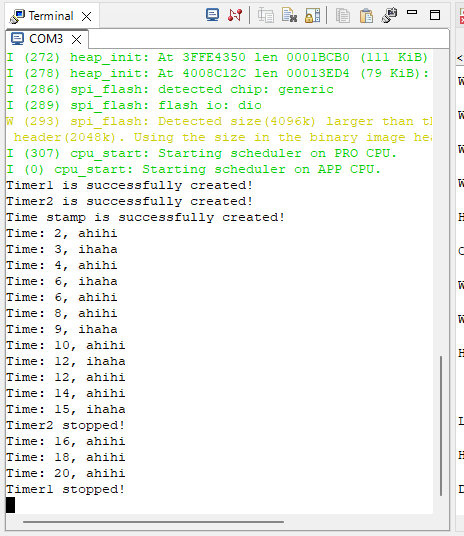 Terminal
COM3
I (272) heap_init: At 3FFE4350 len 0001BCB0 (111 KiB)
I (278) heap_init: At 4008C12C len 00013ED4 (79 KiB):
I (286) spi_flash: detected chip: generic
I (289) spi_flash: flash io: dio
W (293) spi_flash: Detected size(4096k) larger than
header(2048k). Using the size in the binary image
I (307) cpu_start: Starting scheduler on PRO CPU.
I (0) cpu_start: Starting scheduler on APP CPU.
Timer1 is successfully created!
Timer2 is successfully created!
Time stamp is successfully created!
Time: 2, ahihi
Time: 3, ihaha
Time: 4, ahihi
Time: 6, ihaha
Time: 6, ahihi
Time: 8, ahihi
Time: 9, ihaha
Time: 10, ahihi
Time: 12, ihaha
Time: 12, ahihi
Time: 14, ahihi
Time: 15, ihaha
Timer2 stopped!
Time: 16, ahihi
Time: 18, ahihi
Time: 20, ahihi
Timer1 stopped!